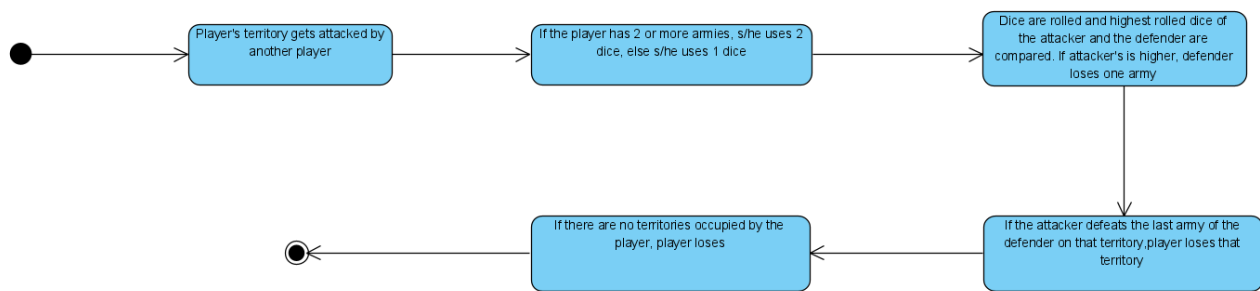 Player's territory gets attacked by
another player
If the player has 2 or more armies, s/he uses 2
dice, else s/he uses 1 dice
Dice are rolled and highest rolled dice of
the attacker and the defender are
compared. If attacker's is higher, defender
loses one army
If the attacker defeats the last army of the
defender on that territory,player loses that
territory
If there are no territories occupied by the
player, player loses